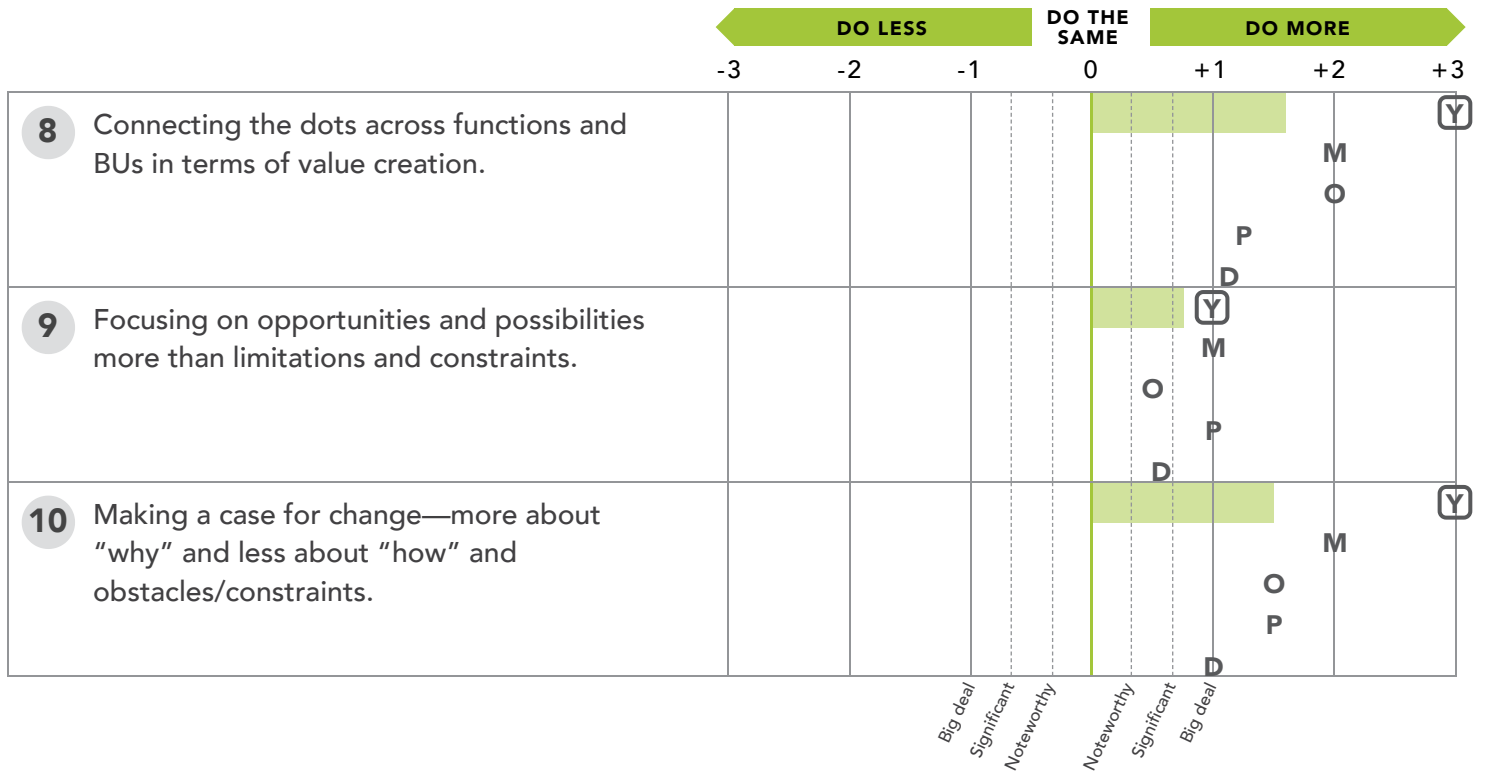 DO LESS
DO THE
SAME
DO MORE
-3 -2 -1 0 +1 +2 +3
8 Connecting the dots across functions and
BUs in terms of value creation.
Y
M
O
P
D
9 Focusing on opportunities and possibilities
more than limitations and constraints.
Y
M
O
P
D
10 Making a case for change—more about
“why” and less about “how” and
obstacles/constraints.
Y
M
O
P
D
Big deal
Significant
Noteworthy
Noteworthy
Significant
Big deal